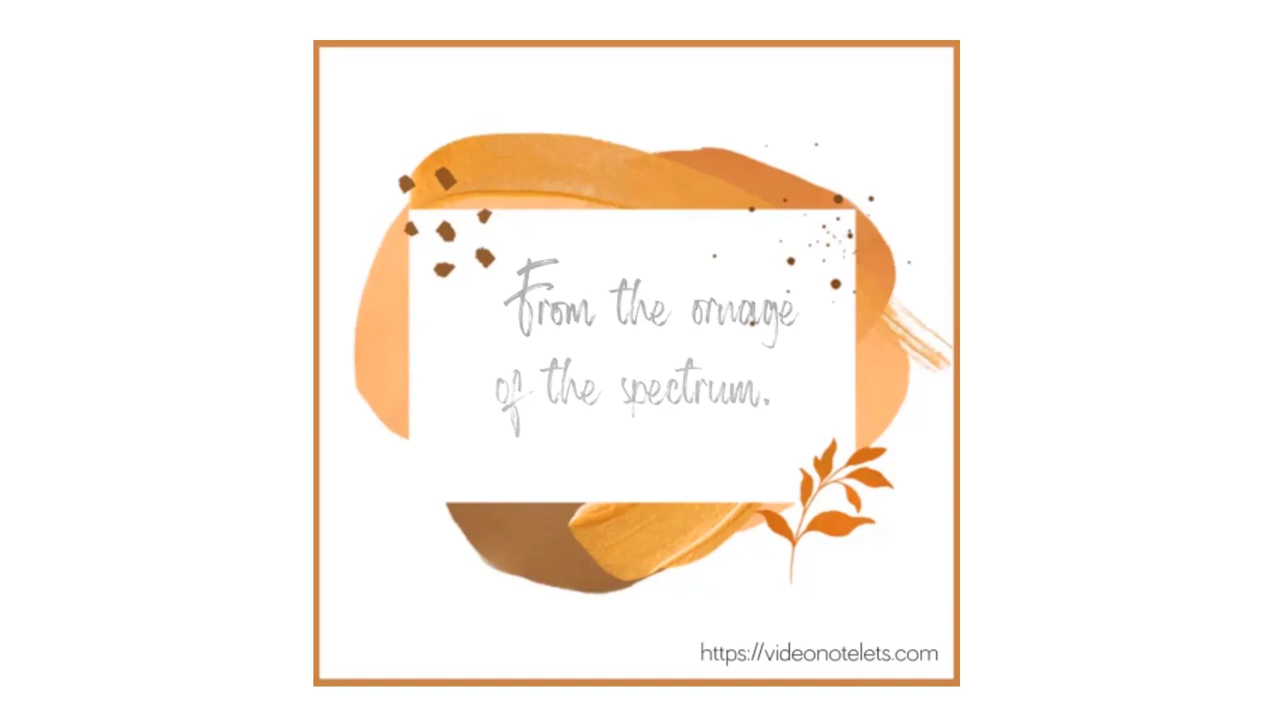 From the ornage
of the spectrum.
https://videonotelets.com